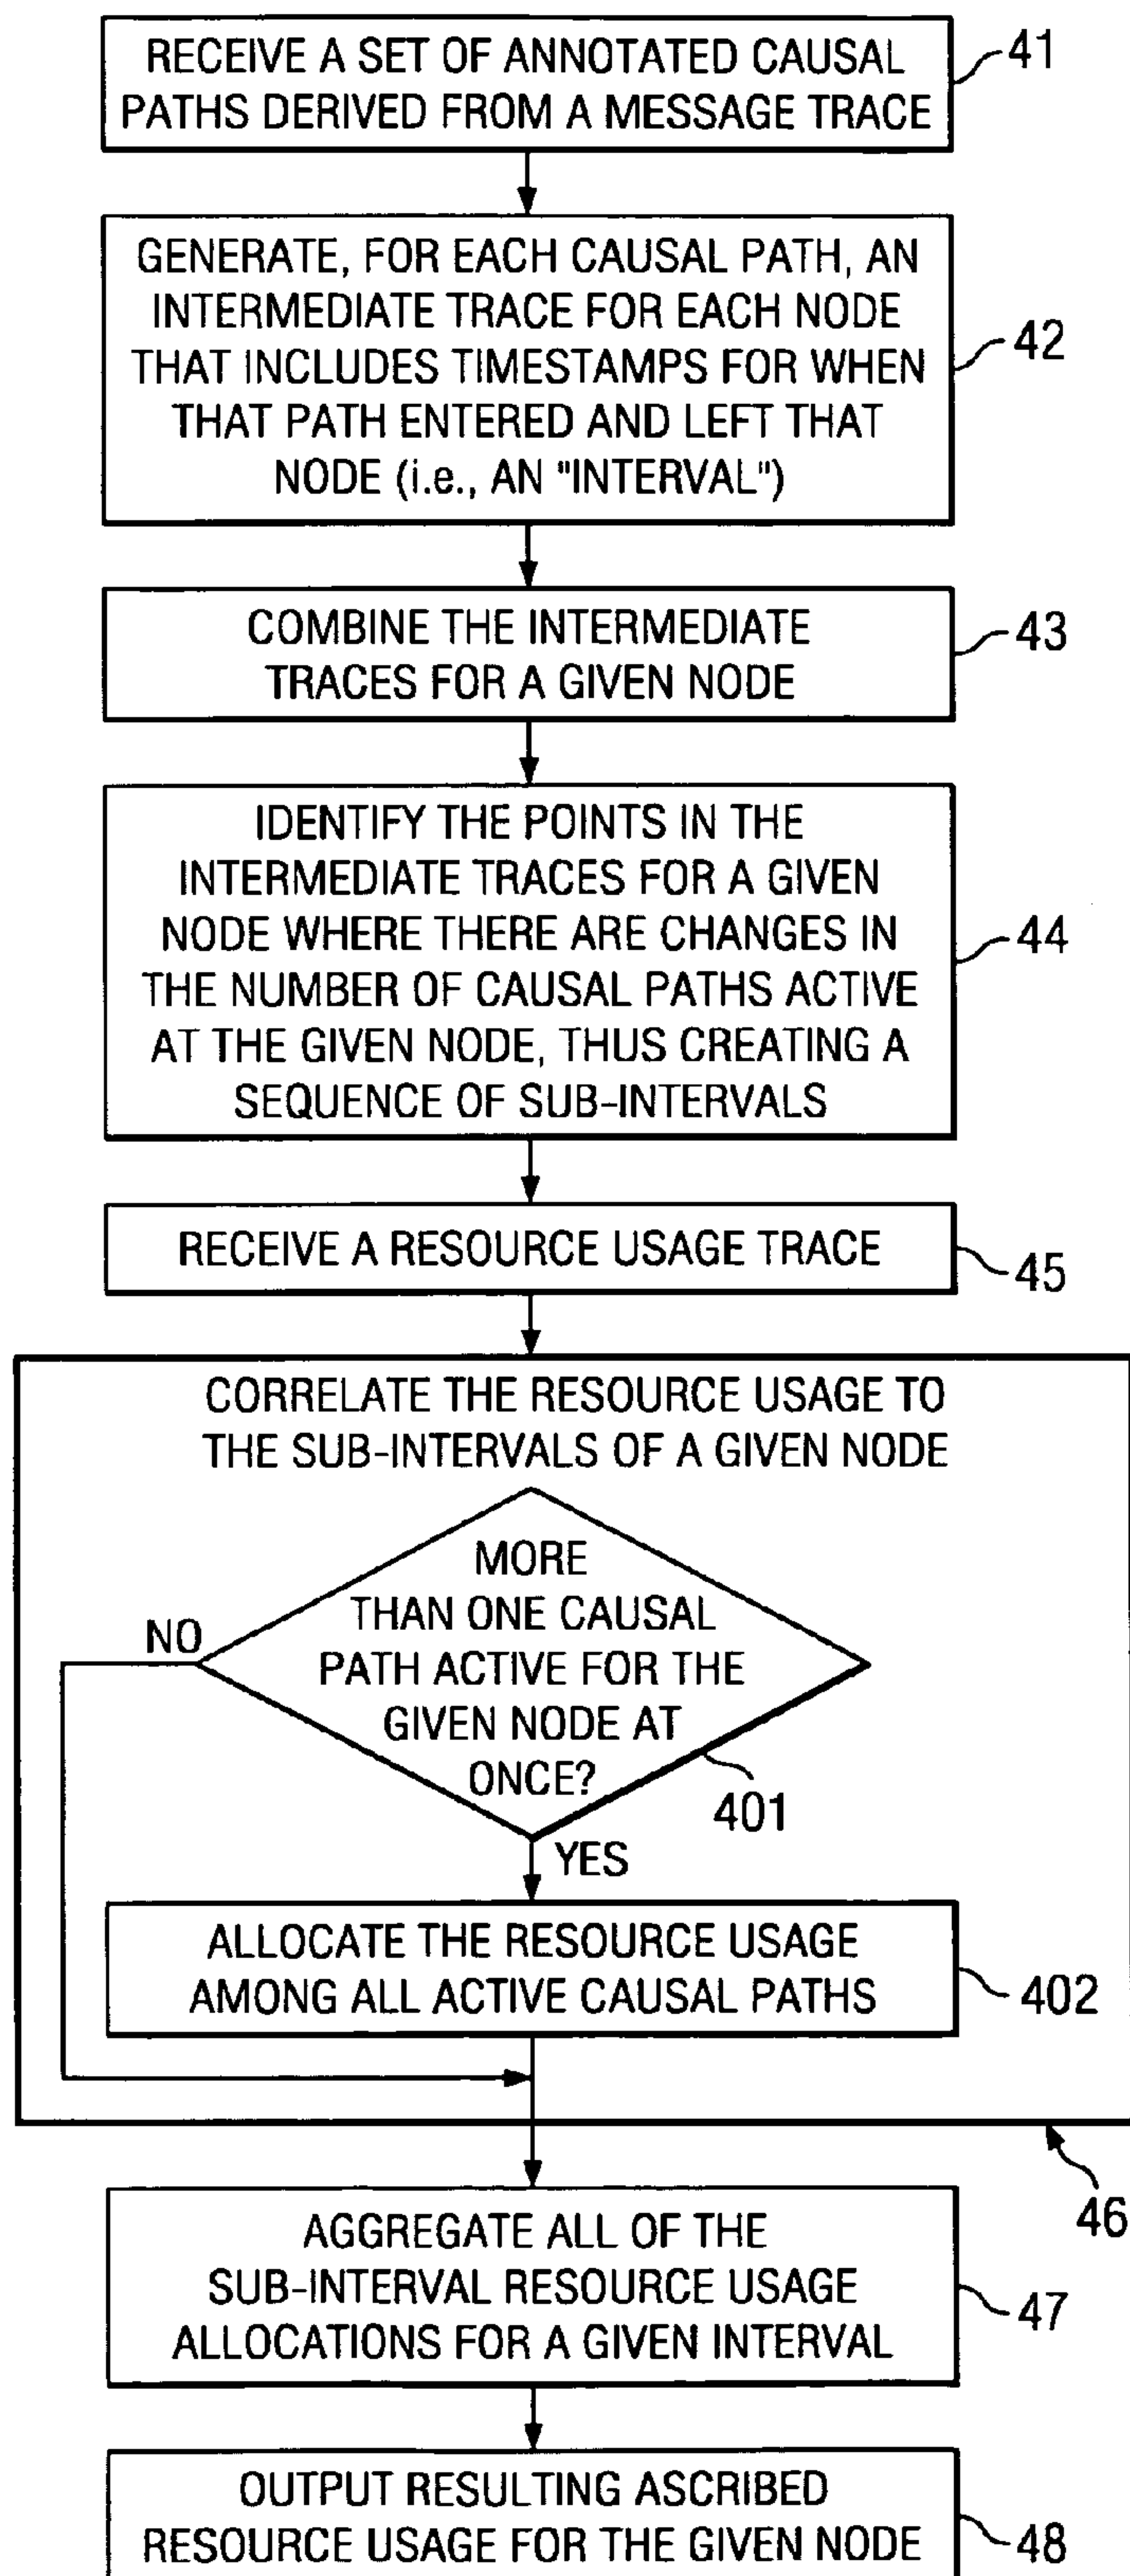 RECEIVE A SET OF ANNOTATED CAUSAL
PATHS DERIVED FROM A MESSAGE TRACE
41
GENERATE, FOR EACH CAUSAL PATH, AN
INTERMEDIATE TRACE FOR EACH NODE
THAT INCLUDES TIMESTAMPS FOR WHEN
THAT PATH ENTERED AND LEFT THAT
NODE (i.e., AN "INTERVAL")
42
COMBINE THE INTERMEDIATE
TRACES FOR A GIVEN NODE
43
IDENTIFY THE POINTS IN THE
INTERMEDIATE TRACES FOR A GIVEN
NODE WHERE THERE ARE CHANGES IN
THE NUMBER OF CAUSAL PATHS ACTIVE
AT THE GIVEN NODE, THUS CREATING A
SEQUENCE OF SUB-INTERVALS
44
RECEIVE A RESOURCE USAGE TRACE
45
CORRELATE THE RESOURCE USAGE TO
THE SUB-INTERVALS OF A GIVEN NODE
MORE
THAN ONE CAUSAL
PATH ACTIVE FOR THE
GIVEN NODE AT
ONCE?
NO
401
YES
ALLOCATE THE RESOURCE USAGE
AMONG ALL ACTIVE CAUSAL PATHS
402
46
AGGREGATE ALL OF THE
SUB-INTERVAL RESOURCE USAGE
ALLOCATIONS FOR A GIVEN INTERVAL
47
OUTPUT RESULTING ASCRIBED
RESOURCE USAGE FOR THE GIVEN NODE
48